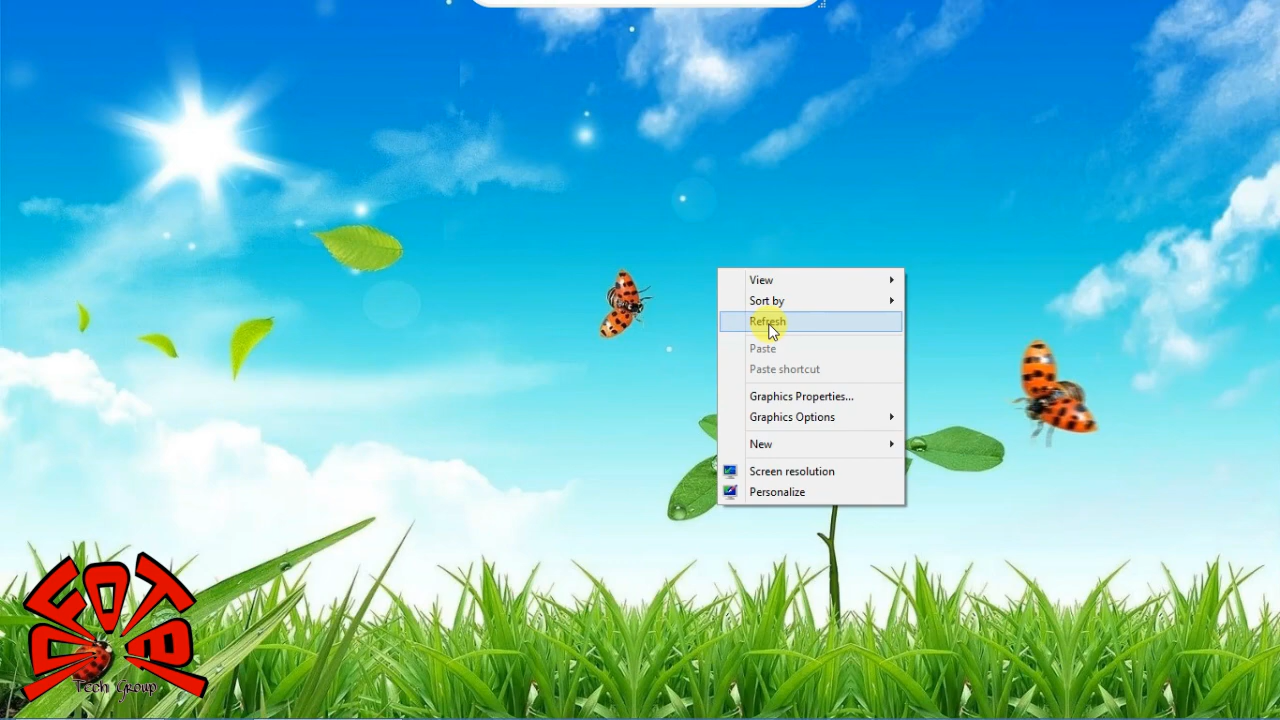 View
Sort by
Refresh
Paste
Paste shortcut
Graphics Properties...
Graphics Options
New
Screen resolution
Personalize
Tech Group